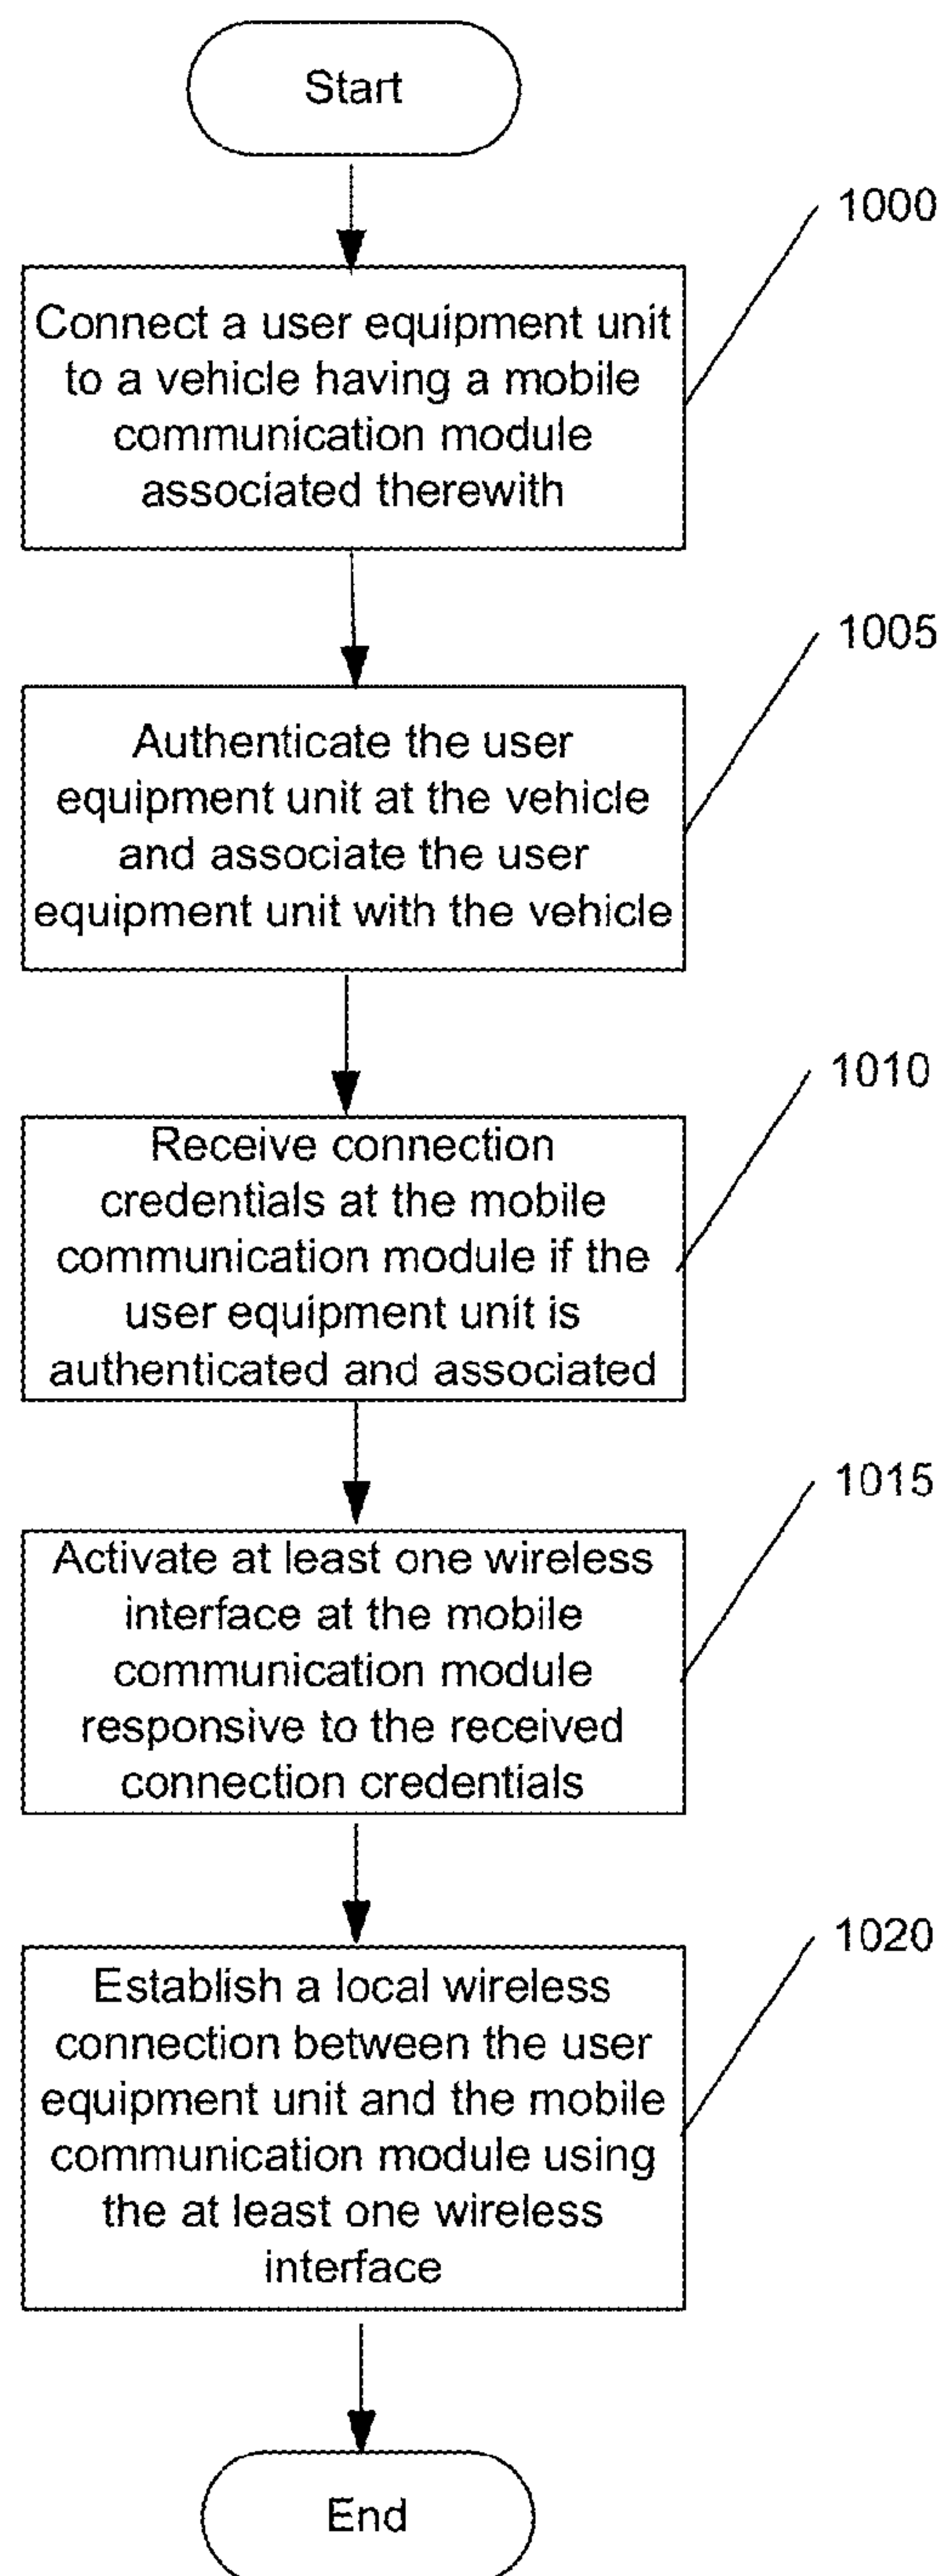 Start
1000
Connect a user equipment unit
to a vehicle having a mobile
communication module
associated therewith
1005
Authenticate the user
equipment unit at the vehicle
and associate the user
equipment unit with the vehicle
1010
Receive connection
credentials at the mobile
communication module if the
user equipment unit is
authenticated and associated
1015
Activate at least one wireless
interface at the mobile
communication module
responsive to the received
connection credentials
1020
Establish a local wireless
connection between the user
equipment unit and the mobile
communication module using
the at least one wireless
interface
End